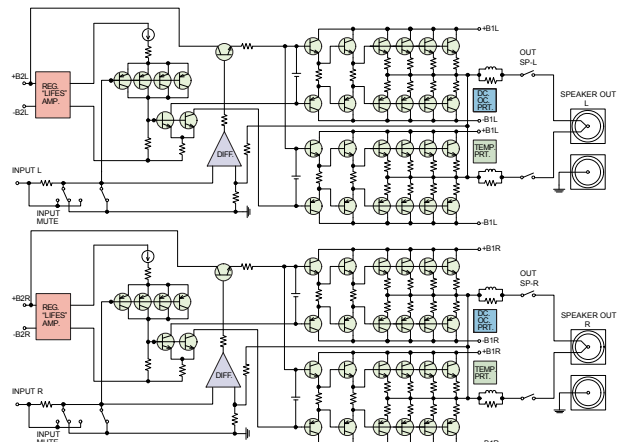 +B1L
+B2L
REG.
"LIFES"
AMP.
-B2L
OUT
SP-L
DC.
OC.
PRT.
SPEAKER OUT
L
-B1L
+B1L
DIFF.
TEMP.
PRT.
INPUT L
INPUT
MUTE
-B1L
+B1R
+B2R
REG.
"LIFES"
AMP.
-B2R
OUT
SP-R
DC.
OC.
PRT.
SPEAKER OUT
R
-B1R
+B1R
DIFF.
TEMP.
PRT.
INPUT R
INPUT
MUTE
-B1R